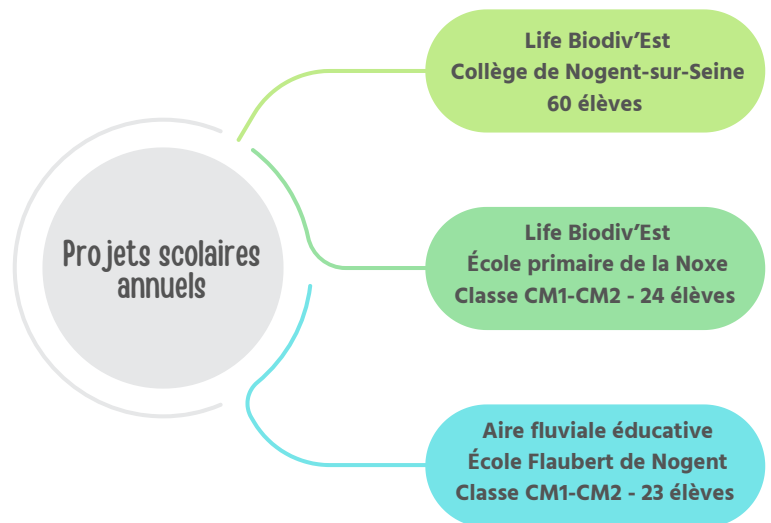 Life Biodiv’Est
Collège de Nogent-sur-Seine
60 élèves
Projets scolaires
annuels
Life Biodiv’Est
École primaire de la Noxe
Classe CM1-CM2 - 24 élèves
Aire fluviale éducative
École Flaubert de Nogent
Classe CM1-CM2 - 23 élèves